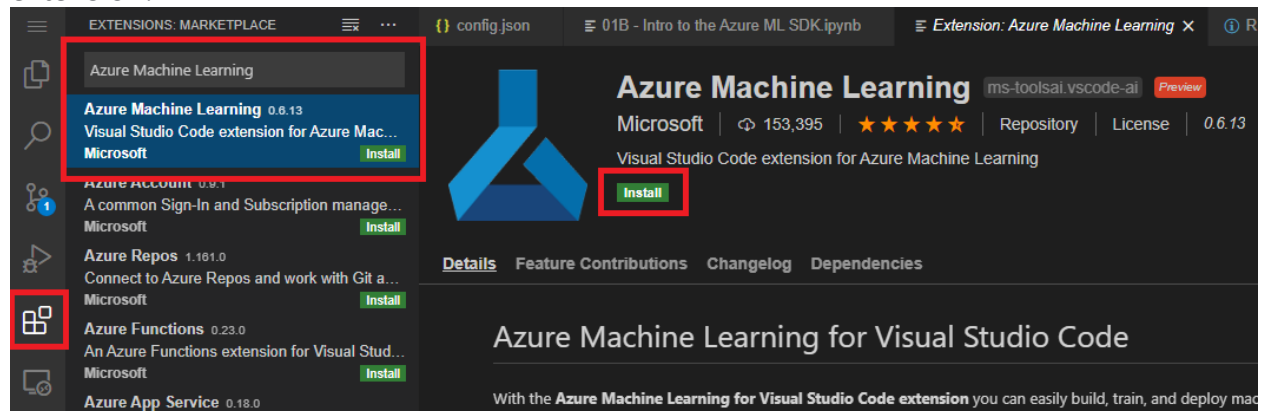 extension.
EXTENSIONS: MARKETPLACE
Azure Machine Learning
Azure Machine Learning 0.6.13
Visual Studio Code extension for Azure Mac...
Microsoft Install
Azure Account 0.9.1
A common Sign-In and Subscription manage...
Microsoft Install
Azure Repos 1.161.0
Connect to Azure Repos and work with Git a...
Microsoft Install
Azure Functions 0.23.0
An Azure Functions extension for Visual Stud...
Microsoft Install
Azure App Service 0.18.0
1
{} config.json 01B - Intro to the Azure ML SDK.ipynb Extension: Azure Machine Learning R
Azure Machine Learning ms-toolsai.vscode-ai Preview
Microsoft 153,395 Repository License 0.6.13
Visual Studio Code extension for Azure Machine Learning
Install
Details Feature Contributions Changelog Dependencies
Azure Machine Learning for Visual Studio Code
With the Azure Machine Learning for Visual Studio Code extension you can easily build, train, and deploy mac